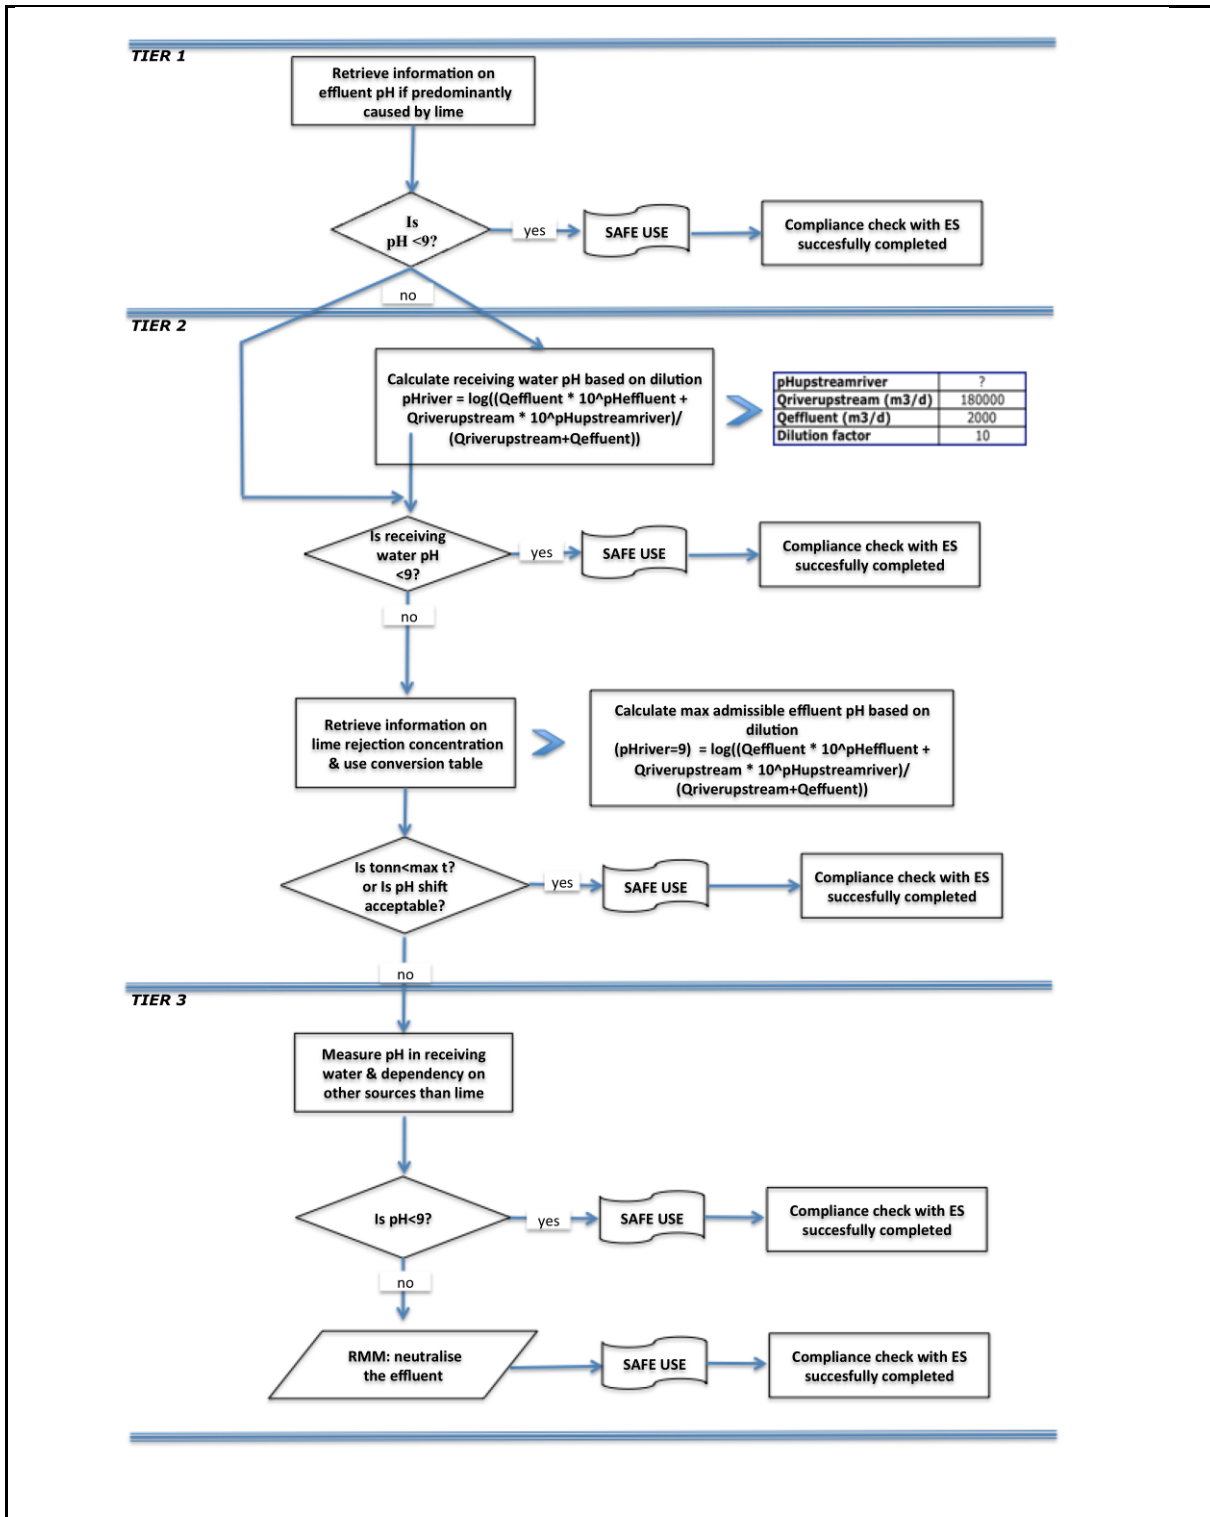 TIER 1
Retrieve information on
effluent pH if predominantly
caused by lime
Is
pH <9?
yes
SAFE USE
Compliance check with ES
succesfully completed
no
TIER 2
Calculate receiving water pH based on dilution
pHriver = log((Qeffluent * 10^pHeffluent +
Qriverupstream * 10^pHupstreamriver)/
(Qriverupstream+Qeffuent))
pHupstreamriver ?
Qriverupstream (m3/d) 180000
Qeffluent (m3/d) 2000
Dilution factor 10
Is receiving
water pH
<9?
yes
SAFE USE
Compliance check with ES
succesfully completed
no
Retrieve information on
lime rejection concentration
& use conversion table
Calculate max admissible effluent pH based on
dilution
(pHriver=9) = log((Qeffluent * 10^pHeffluent +
Qriverupstream * 10^pHupstreamriver)/
(Qriverupstream+Qeffuent))
Is tonn<max t?
or Is pH shift
acceptable?
yes
SAFE USE
Compliance check with ES
succesfully completed
no
TIER 3
Measure pH in receiving
water & dependency on
other sources than lime
Is pH<9?
yes
SAFE USE
Compliance check with ES
succesfully completed
no
RMM: neutralise
the effluent
SAFE USE
Compliance check with ES
succesfully completed